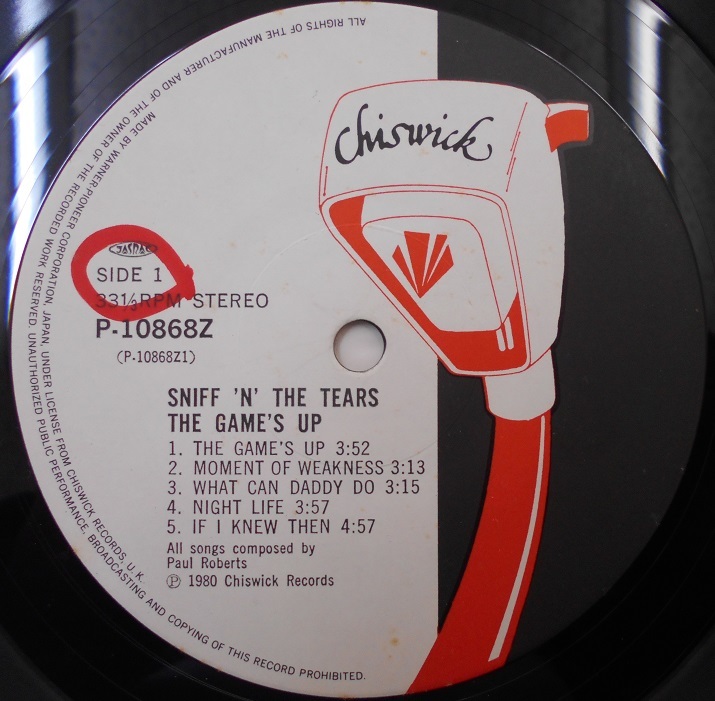 chiswick
JASRAC
SIDE 1
33⅓RPM STEREO
P-10868Z
(P-10868Z1)
SNIFF 'N' THE TEARS
THE GAME'S UP
1. THE GAME'S UP 3:52
2. MOMENT OF WEAKNESS 3:13
3. WHAT CAN DADDY DO 3:15
4. NIGHT LIFE 3:57
5. IF I KNEW THEN 4:57
All songs composed by
Paul Roberts
Ⓟ 1980 Chiswick Records
MADE BY WARNER-PIONEER CORPORATION, JAPAN, UNDER LICENSE FROM CHISWICK RECORDS, U.K.
ALL RIGHTS OF THE MANUFACTURER AND OF THE OWNER OF THE RECORDED WORK RESERVED. UNAUTHORIZED PUBLIC PERFORMANCE, BROADCASTING AND COPYING OF THIS RECORD PROHIBITED.